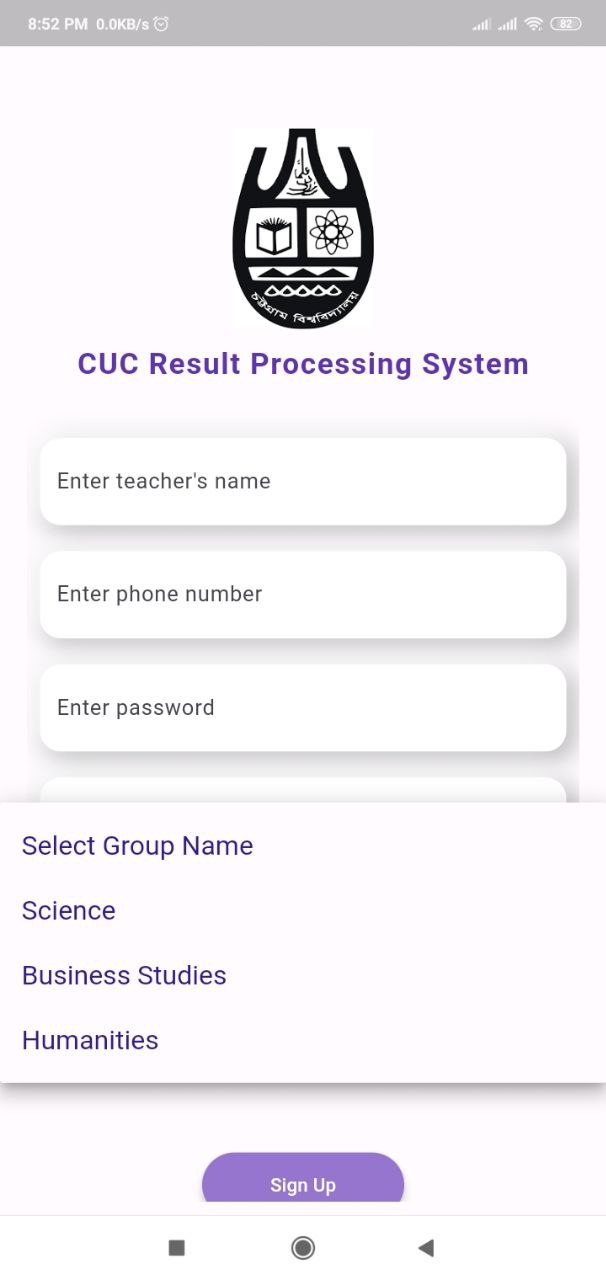 8:52 PM 0.0KB/s
82
চট্টগ্রাম বিশ্ববিদ্যালয়
CUC Result Processing System
Enter teacher's name
Enter phone number
Enter password
Select Group Name
Science
Business Studies
Humanities
Sign Up